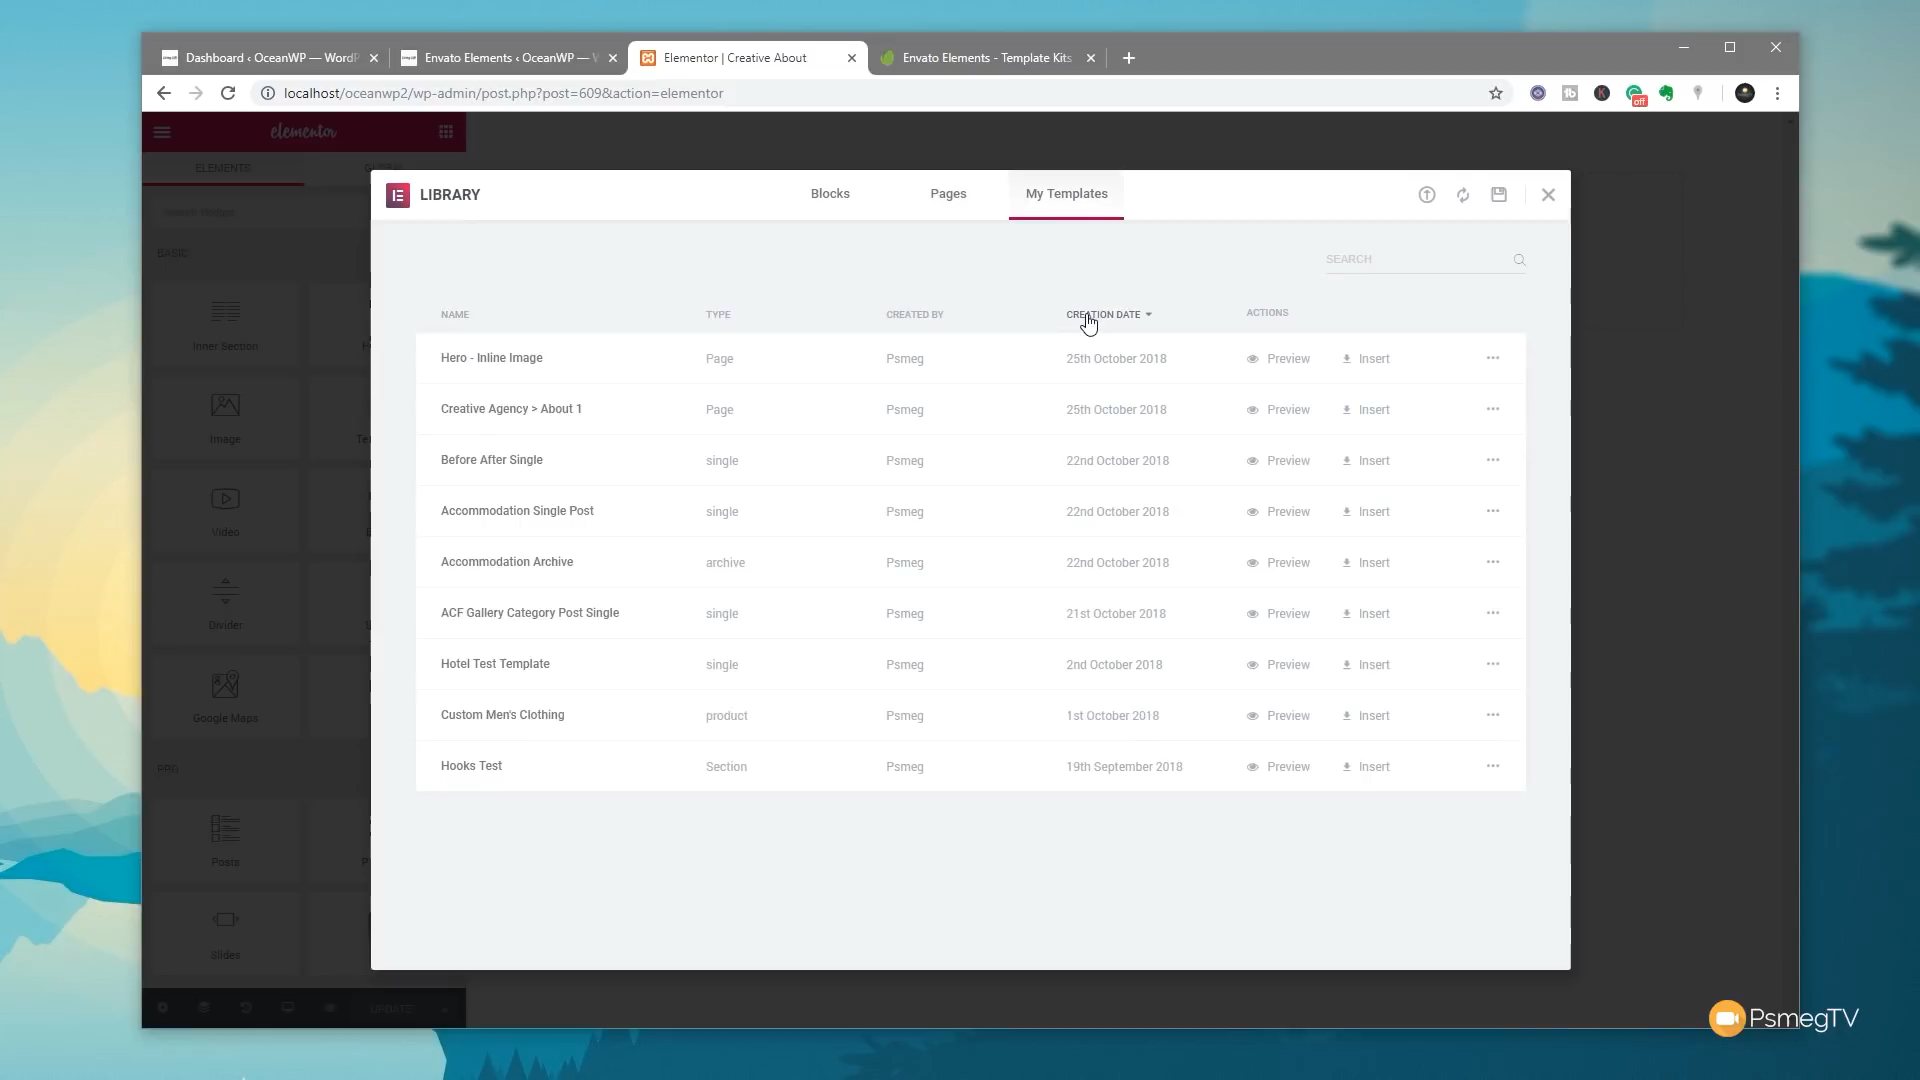 Dashboard ‹ OceanWP — WordP
Envato Elements ‹ OceanWP — W
Elementor | Creative About
Envato Elements - Template Kits
localhost/oceanwp2/wp-admin/post.php?post=609&action=elementor
off
elementor
ELEMENTS
GLOBAL
LIBRARY
Blocks
Pages
My Templates
Search Widgets
SEARCH
BASIC
NAME TYPE CREATED BY CREATION DATE ACTIONS
Inner Section
Hero - Inline Image Page Psmeg 25th October 2018 Preview Insert
Creative Agency > About 1 Page Psmeg 25th October 2018 Preview Insert
Image
Before After Single single Psmeg 22nd October 2018 Preview Insert
Accommodation Single Post single Psmeg 22nd October 2018 Preview Insert
Video
Accommodation Archive archive Psmeg 22nd October 2018 Preview Insert
ACF Gallery Category Post Single single Psmeg 21st October 2018 Preview Insert
Divider
Hotel Test Template single Psmeg 2nd October 2018 Preview Insert
Custom Men's Clothing product Psmeg 1st October 2018 Preview Insert
Google Maps
Hooks Test Section Psmeg 19th September 2018 Preview Insert
PRO
Posts
Slides
UPDATE
PsmegTV